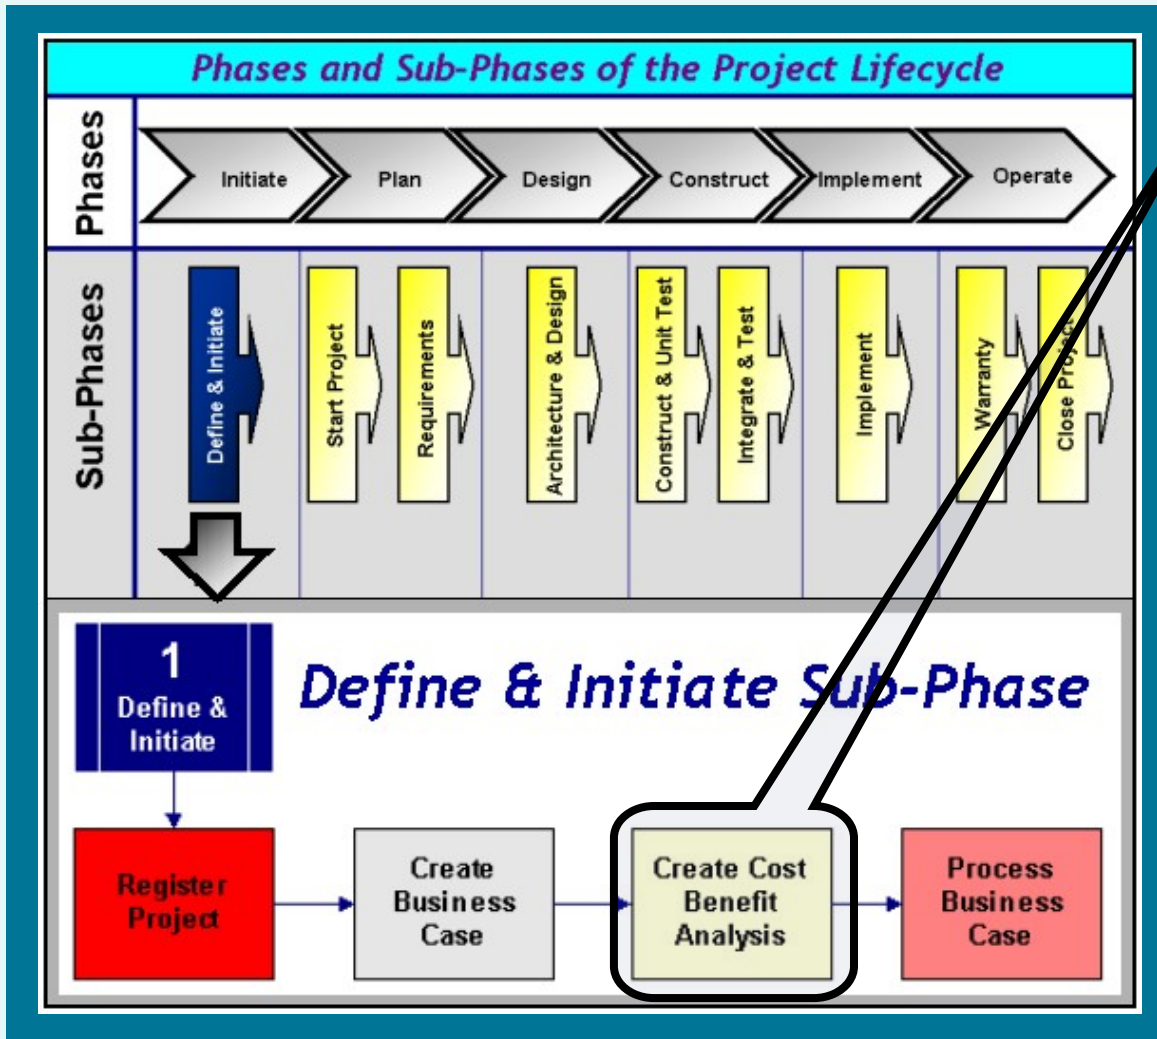 Phases and Sub-Phases of the Project Lifecycle
Phases
Initiate
Plan
Design
Construct
Implement
Operate
Sub-Phases
Define & Initiate
Start Project
Requirements
Architecture & Design
Construct & Unit Test
Integrate & Test
Implement
Warranty
Close Project
1
Define &
Initiate
Define & Initiate Sub-Phase
Register
Project
Create
Business
Case
Create Cost
Benefit
Analysis
Process
Business
Case